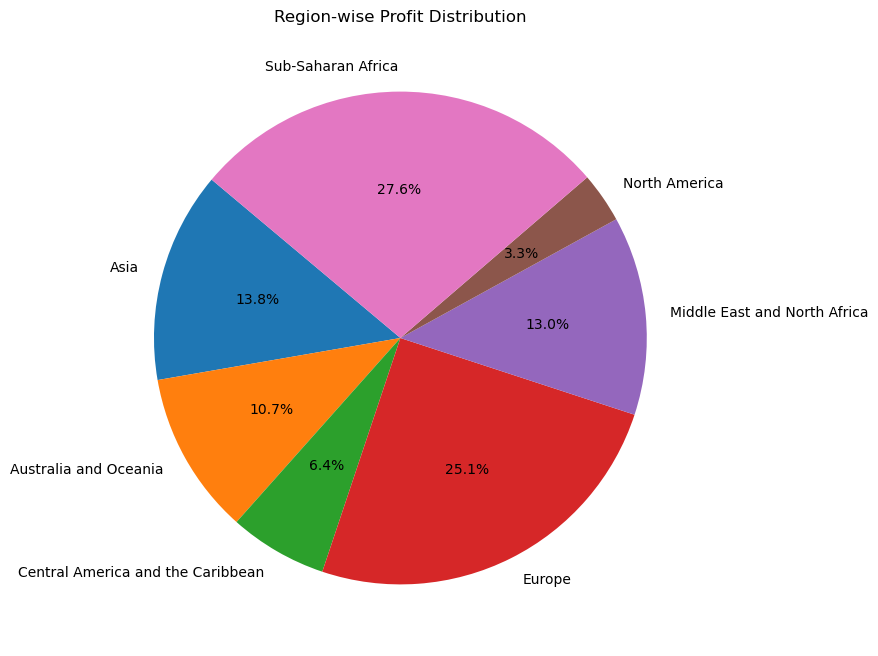 Region-wise Profit Distribution
Sub-Saharan Africa
27.6%
North America
3.3%
Asia
13.8%
Middle East and North Africa
13.0%
Australia and Oceania
10.7%
Central America and the Caribbean
6.4%
Europe
25.1%